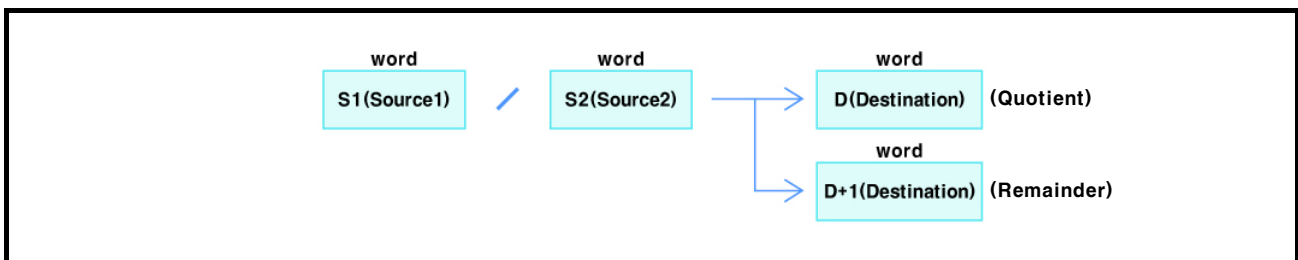 word word word
S1(Source1) / S2(Source2) D(Destination) (Quotient)
word
D+1(Destination) (Remainder)